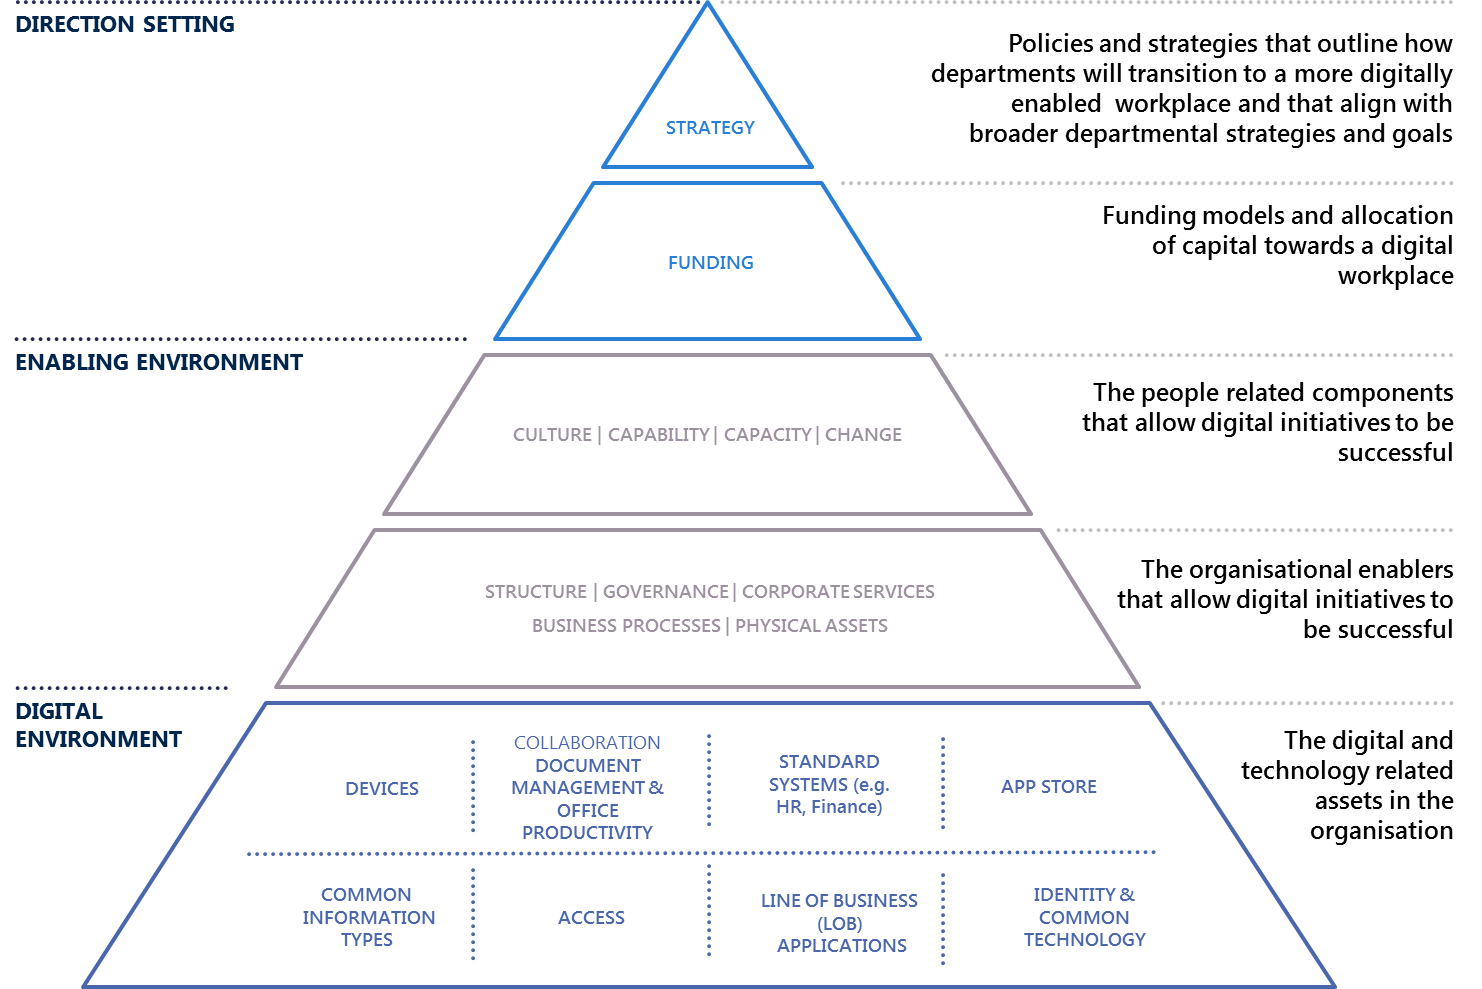 DIRECTION SETTING
Policies and strategies that outline how
departments will transition to a more digitally
enabled workplace and that align with
broader departmental strategies and goals
STRATEGY
Funding models and allocation
of capital towards a digital
workplace
FUNDING
ENABLING ENVIRONMENT
The people related components
that allow digital initiatives to be
successful
CULTURE | CAPABILITY | CAPACITY | CHANGE
The organisational enablers
that allow digital initiatives to
be successful
STRUCTURE | GOVERNANCE | CORPORATE SERVICES
BUSINESS PROCESSES | PHYSICAL ASSETS
DIGITAL
ENVIRONMENT
The digital and
technology related
assets in the
organisation
DEVICES
COLLABORATION
DOCUMENT
MANAGEMENT &
OFFICE
PRODUCTIVITY
STANDARD
SYSTEMS (e.g.
HR, Finance)
APP STORE
COMMON
INFORMATION
TYPES
ACCESS
LINE OF BUSINESS
(LOB)
APPLICATIONS
IDENTITY &
COMMON
TECHNOLOGY